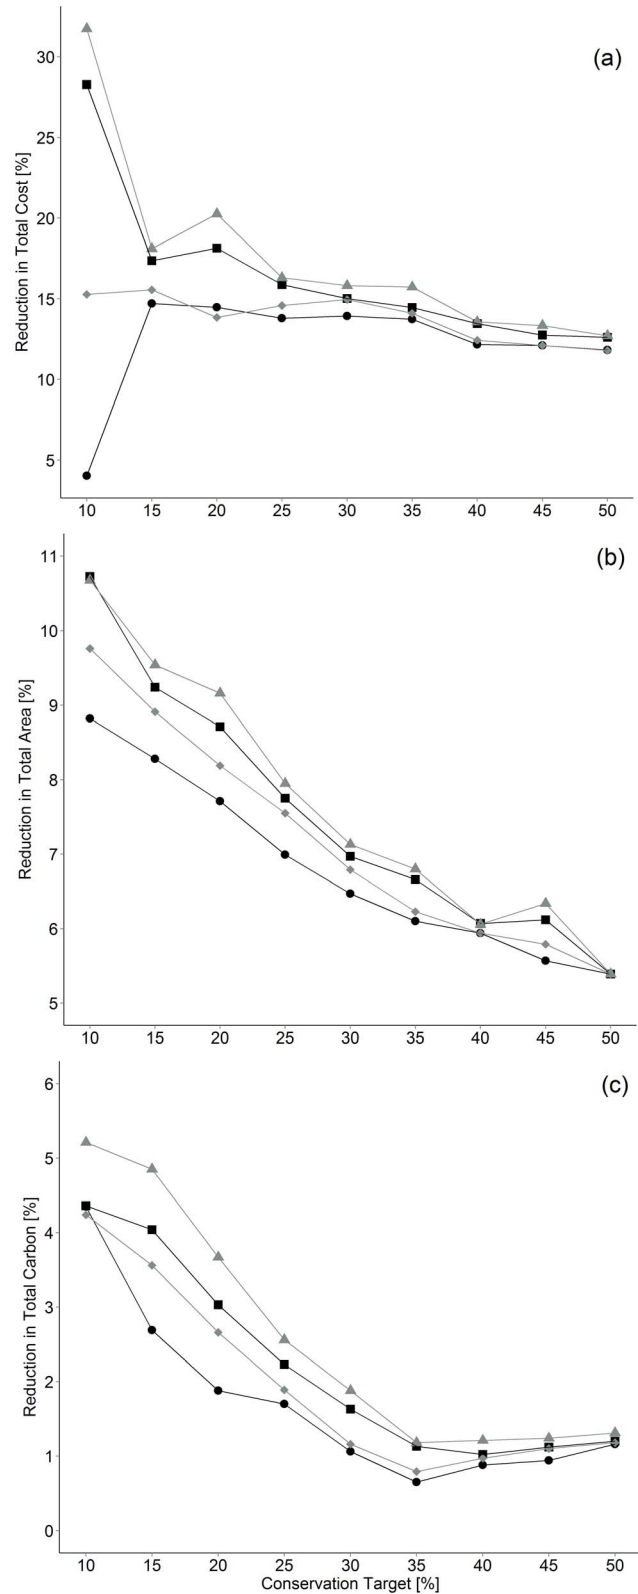 (a)
Reduction in Total Cost [%]
30
25
20
15
10
5
10 15 20 25 30 35 40 45 50
(b)
Reduction in Total Area [%]
11
10
9
8
7
6
5
10 15 20 25 30 35 40 45 50
(c)
Reduction in Total Carbon [%]
6
5
4
3
2
1
0
10 15 20 25 30 35 40 45 50
Conservation Target [%]